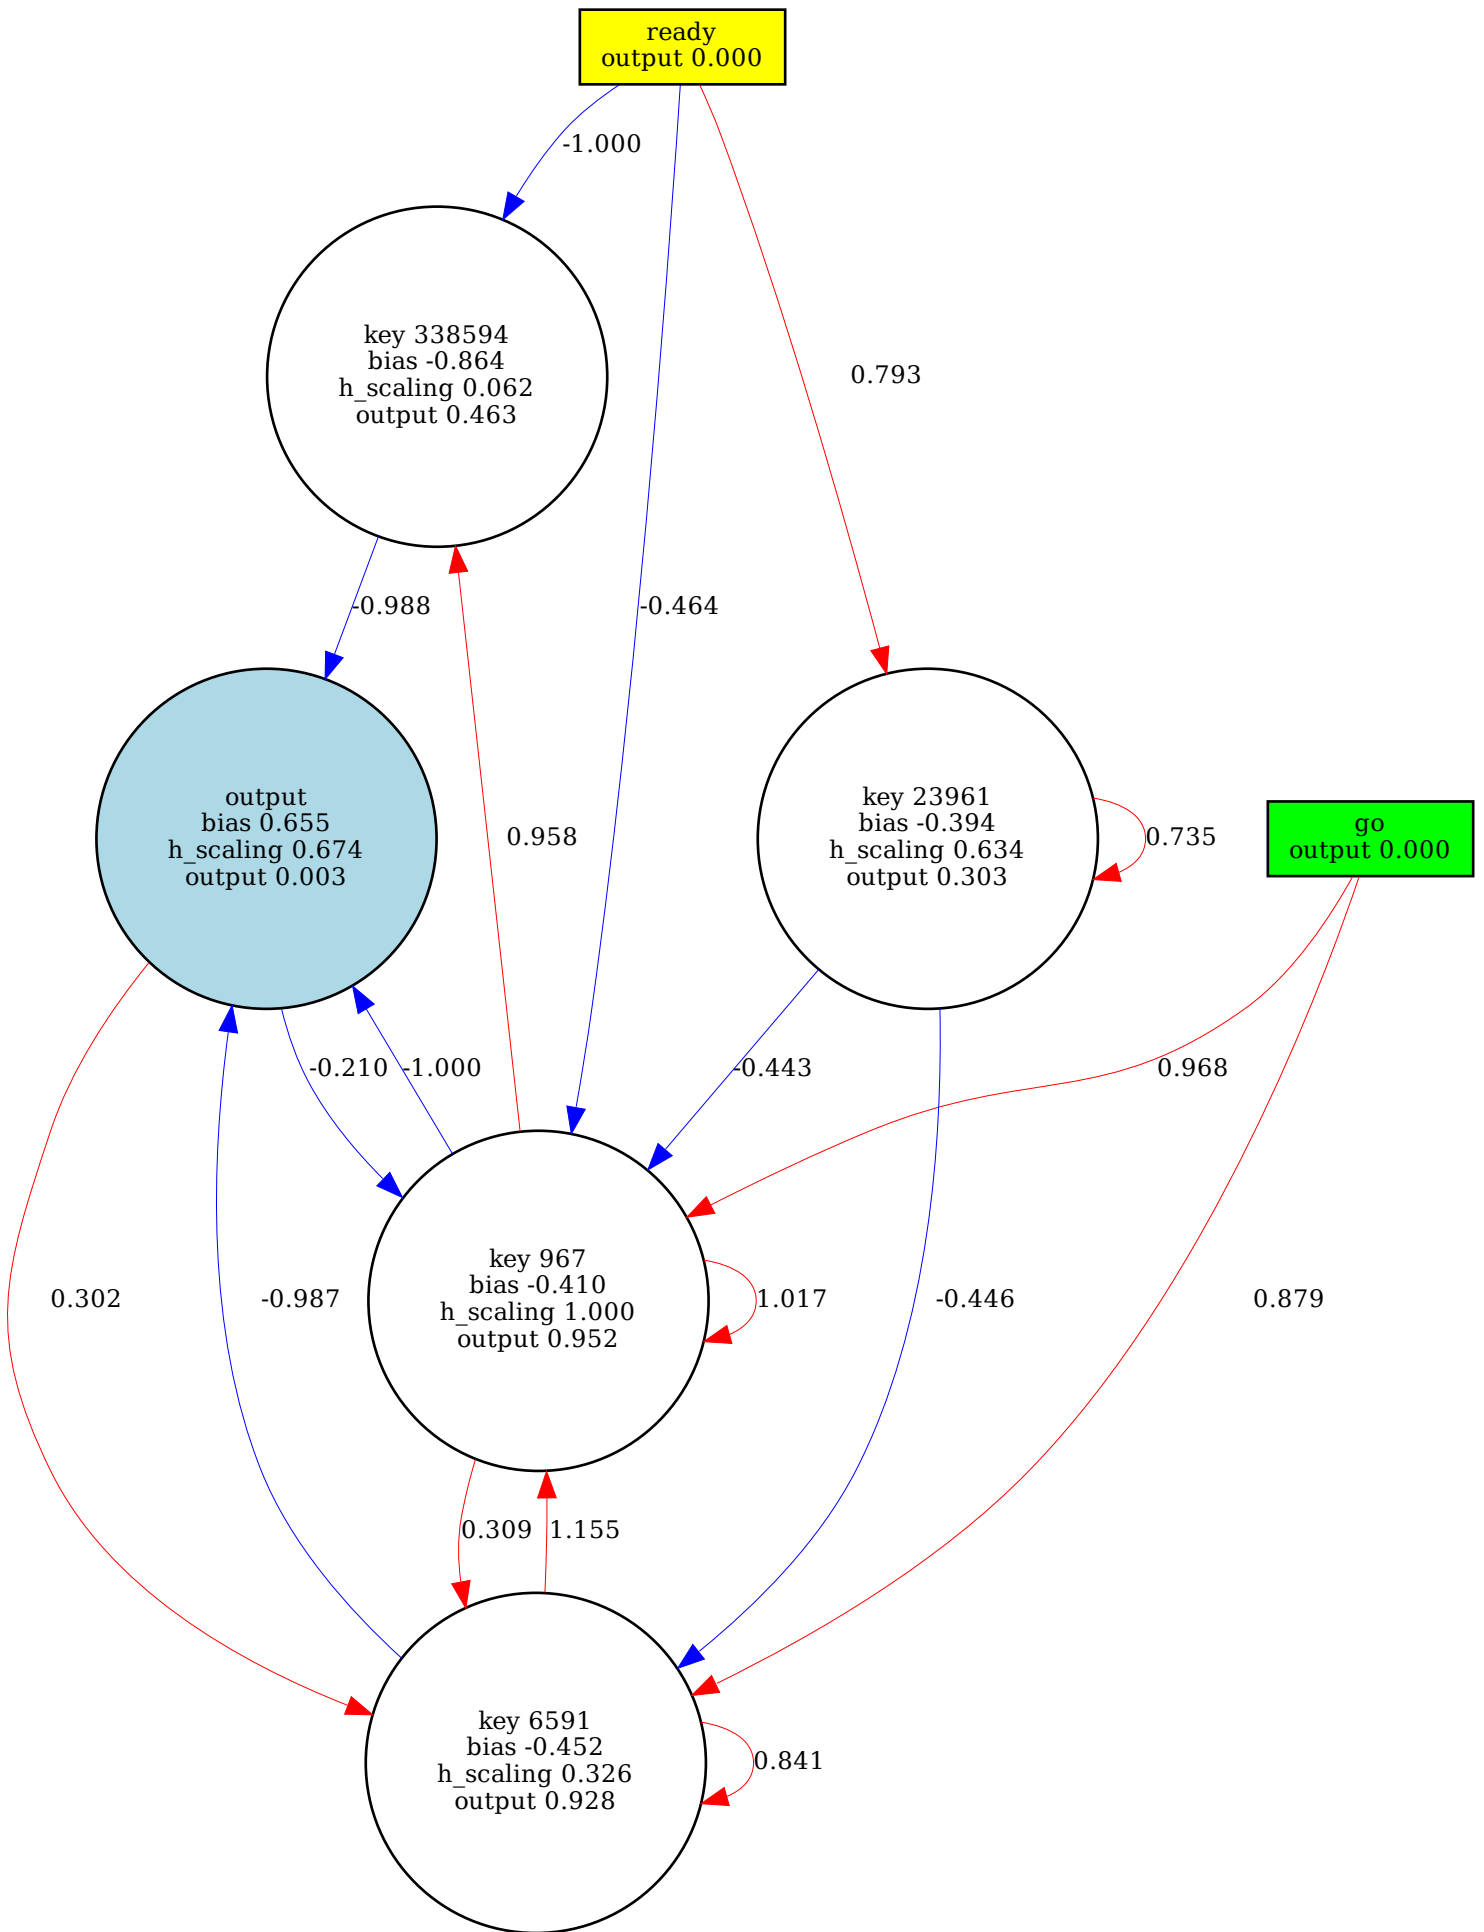 ready
output 0.000
-1.000
key 338594
bias -0.864
h_scaling 0.062
output 0.463
0.793
-0.988
-0.464
output
bias 0.655
h_scaling 0.674
output 0.003
0.958
key 23961
bias -0.394
h_scaling 0.634
output 0.303
0.735
go
output 0.000
-0.210
-1.000
-0.443
0.968
0.302
-0.987
key 967
bias -0.410
h_scaling 1.000
output 0.952
1.017
-0.446
0.879
0.309
1.155
key 6591
bias -0.452
h_scaling 0.326
output 0.928
0.841